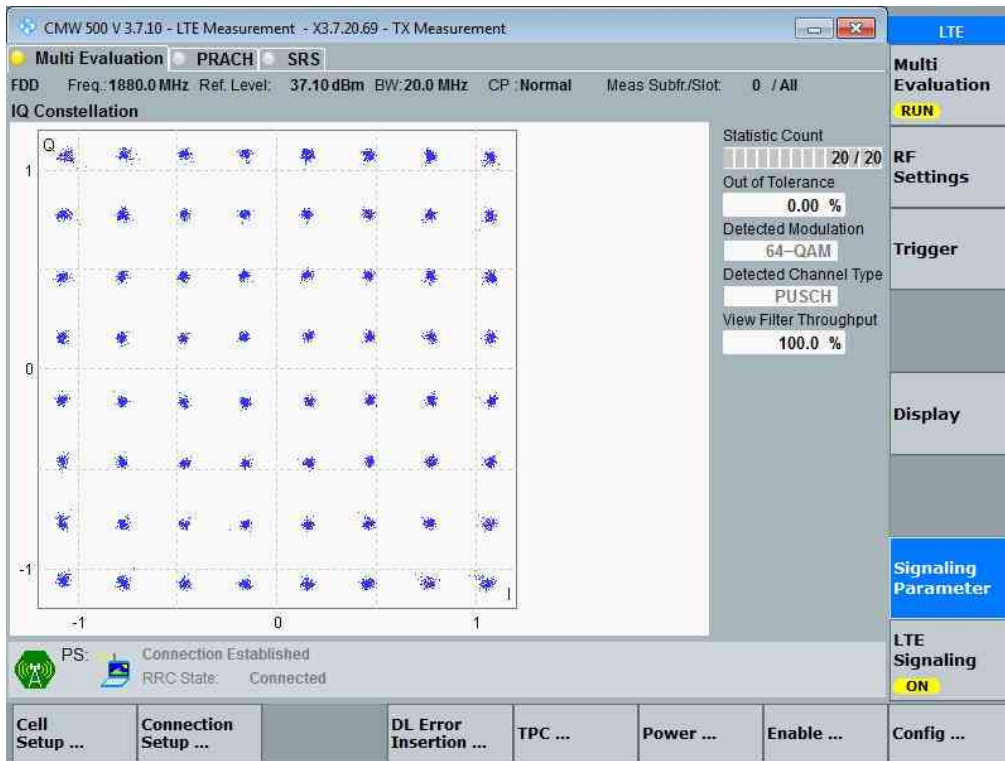 CMW 500 V 3.7.10 - LTE Measurement - X3.7.20.69 - TX Measurement
LTE
Multi Evaluation PRACH SRS
FDD Freq.:1880.0 MHz Ref. Level: 37.10 dBm BW:20.0 MHz CP :Normal Meas Subfr./Slot: 0 / All
Multi
Evaluation
RUN
IQ Constellation
Q
1
0
-1
-1 0 1
I
Statistic Count
20 / 20
Out of Tolerance
0.00 %
Detected Modulation
64-QAM
Detected Channel Type
PUSCH
View Filter Throughput
100.0 %
RF
Settings
Trigger
Display
Signaling
Parameter
LTE
Signaling
ON
PS: Connection Established
RRC State: Connected
Cell
Setup ...
Connection
Setup ...
DL Error
Insertion ...
TPC ...
Power ...
Enable ...
Config ...